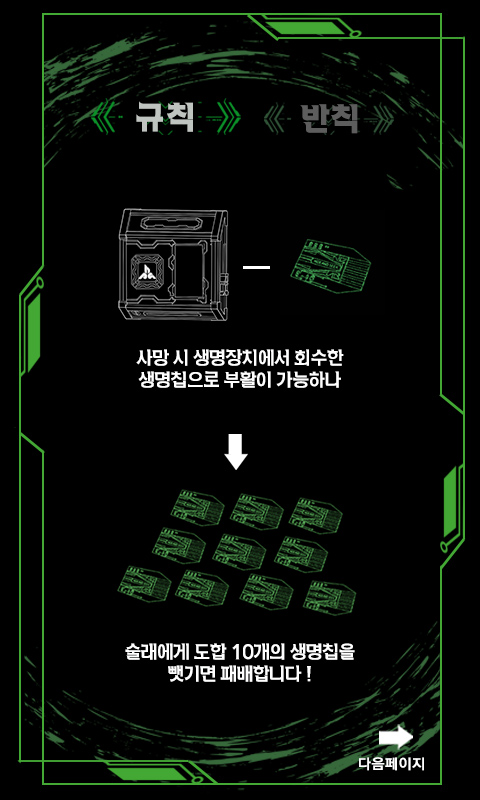 규칙
반칙
사망 시 생명장치에서 회수한
생명칩으로 부활이 가능하나
술래에게 도합 10개의 생명칩을
뺏기면 패배합니다 !
다음페이지